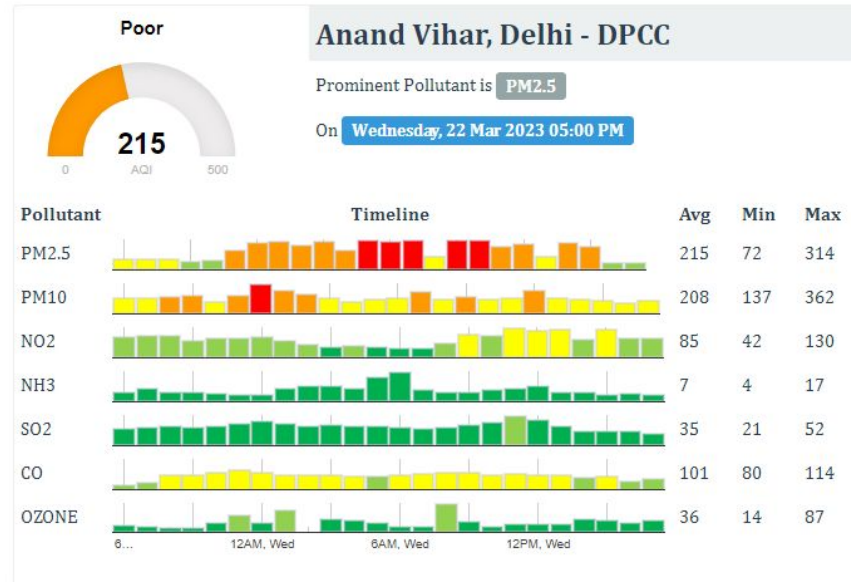 Poor
Anand Vihar, Delhi - DPCC
Prominent Pollutant is PM2.5
On Wednesday, 22 Mar 2023 05:00 PM
215
0 AQI 500
Pollutant Timeline Avg Min Max
PM2.5 215 72 314
PM10 208 137 362
NO2 85 42 130
NH3 7 4 17
SO2 35 21 52
CO 101 80 114
OZONE 36 14 87
6... 12AM, Wed 6AM, Wed 12PM, Wed